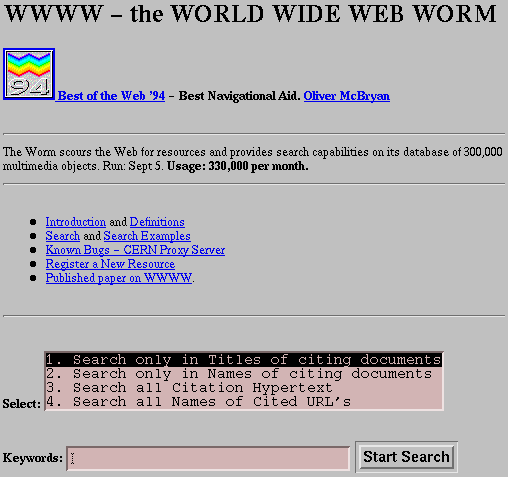 WWWW – the WORLD WIDE WEB WORM
94 Best of the Web '94 – Best Navigational Aid. Oliver McBryan
The Worm scours the Web for resources and provides search capabilities on its database of 300,000
multimedia objects. Run: Sept 5. Usage: 330,000 per month.
Introduction and Definitions
Search and Search Examples
Known Bugs – CERN Proxy Server
Register a New Resource
Published paper on WWWW.
1. Search only in Titles of citing documents
2. Search only in Names of citing documents
3. Search all Citation Hypertext
Select: 4. Search all Names of Cited URL's
Keywords: Start Search